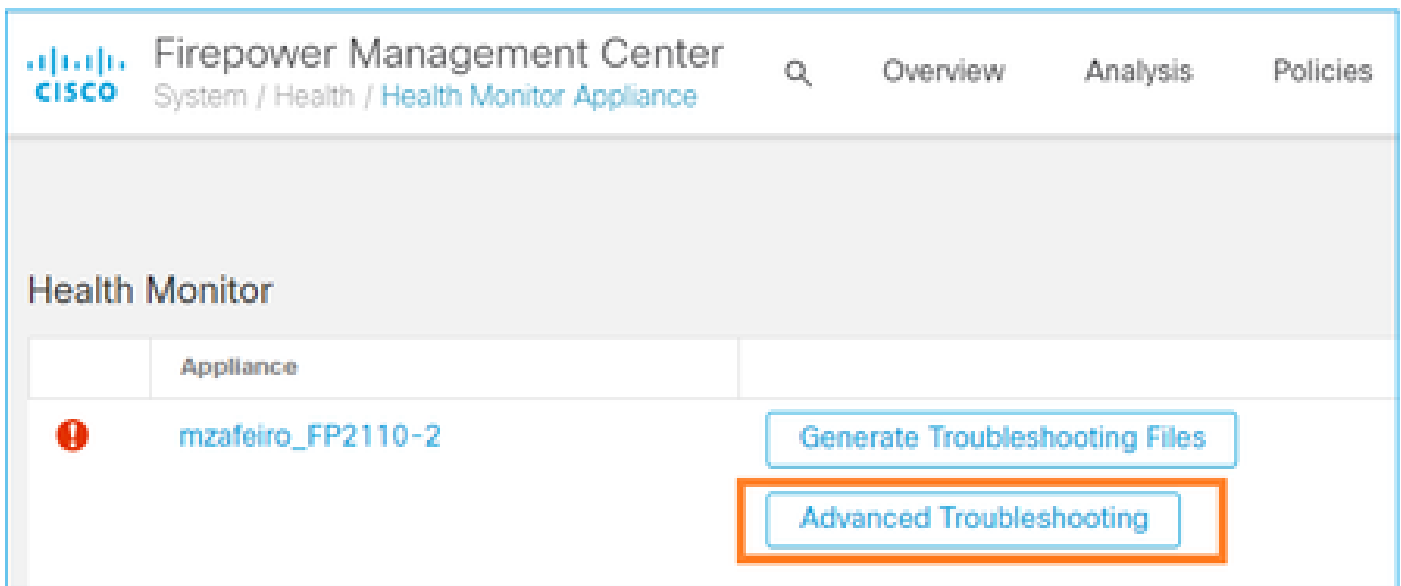 CISCO
Firepower Management Center
System / Health / Health Monitor Appliance
Overview
Analysis
Policies
Health Monitor
Appliance
mzafeiro_FP2110-2
Generate Troubleshooting Files
Advanced Troubleshooting